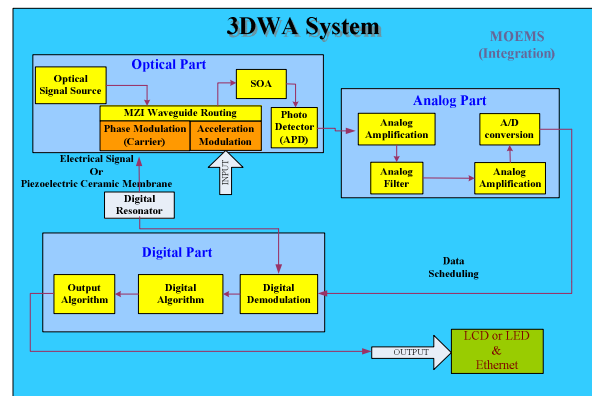 3DWA System
MOEMS
(Integration)
Optical Part
Optical
Signal Source
SOA
MZI Waveguide Routing
Phase Modulation
(Carrier)
Acceleration
Modulation
Photo
Detector
(APD)
Analog Part
Analog
Amplification
A/D
conversion
Analog
Filter
Analog
Amplification
Electrical Signal
Or
Piezoelectric Ceramic Membrane
INPUT
Digital
Resonator
Digital Part
Output
Algorithm
Digital Algorithm
Digital
Demodulation
Data
Scheduling
OUTPUT
LCD or LED
&
Ethernet